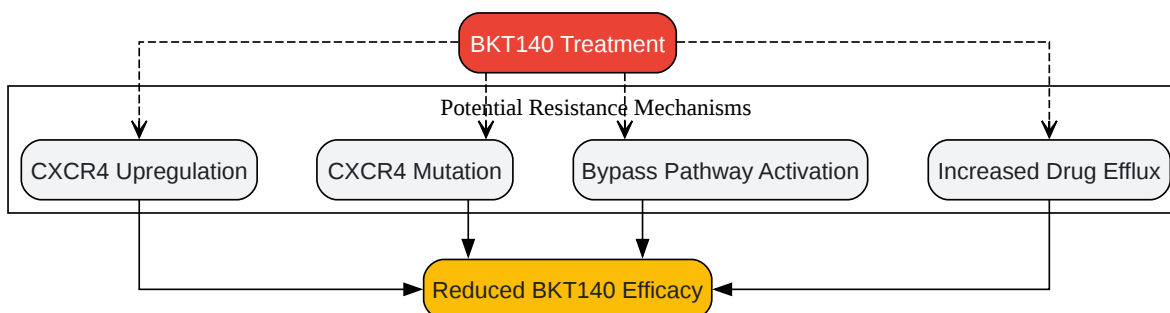 BKT140 Treatment
Potential Resistance Mechanisms
CXCR4 Upregulation
CXCR4 Mutation
Bypass Pathway Activation
Increased Drug Efflux
Reduced BKT140 Efficacy